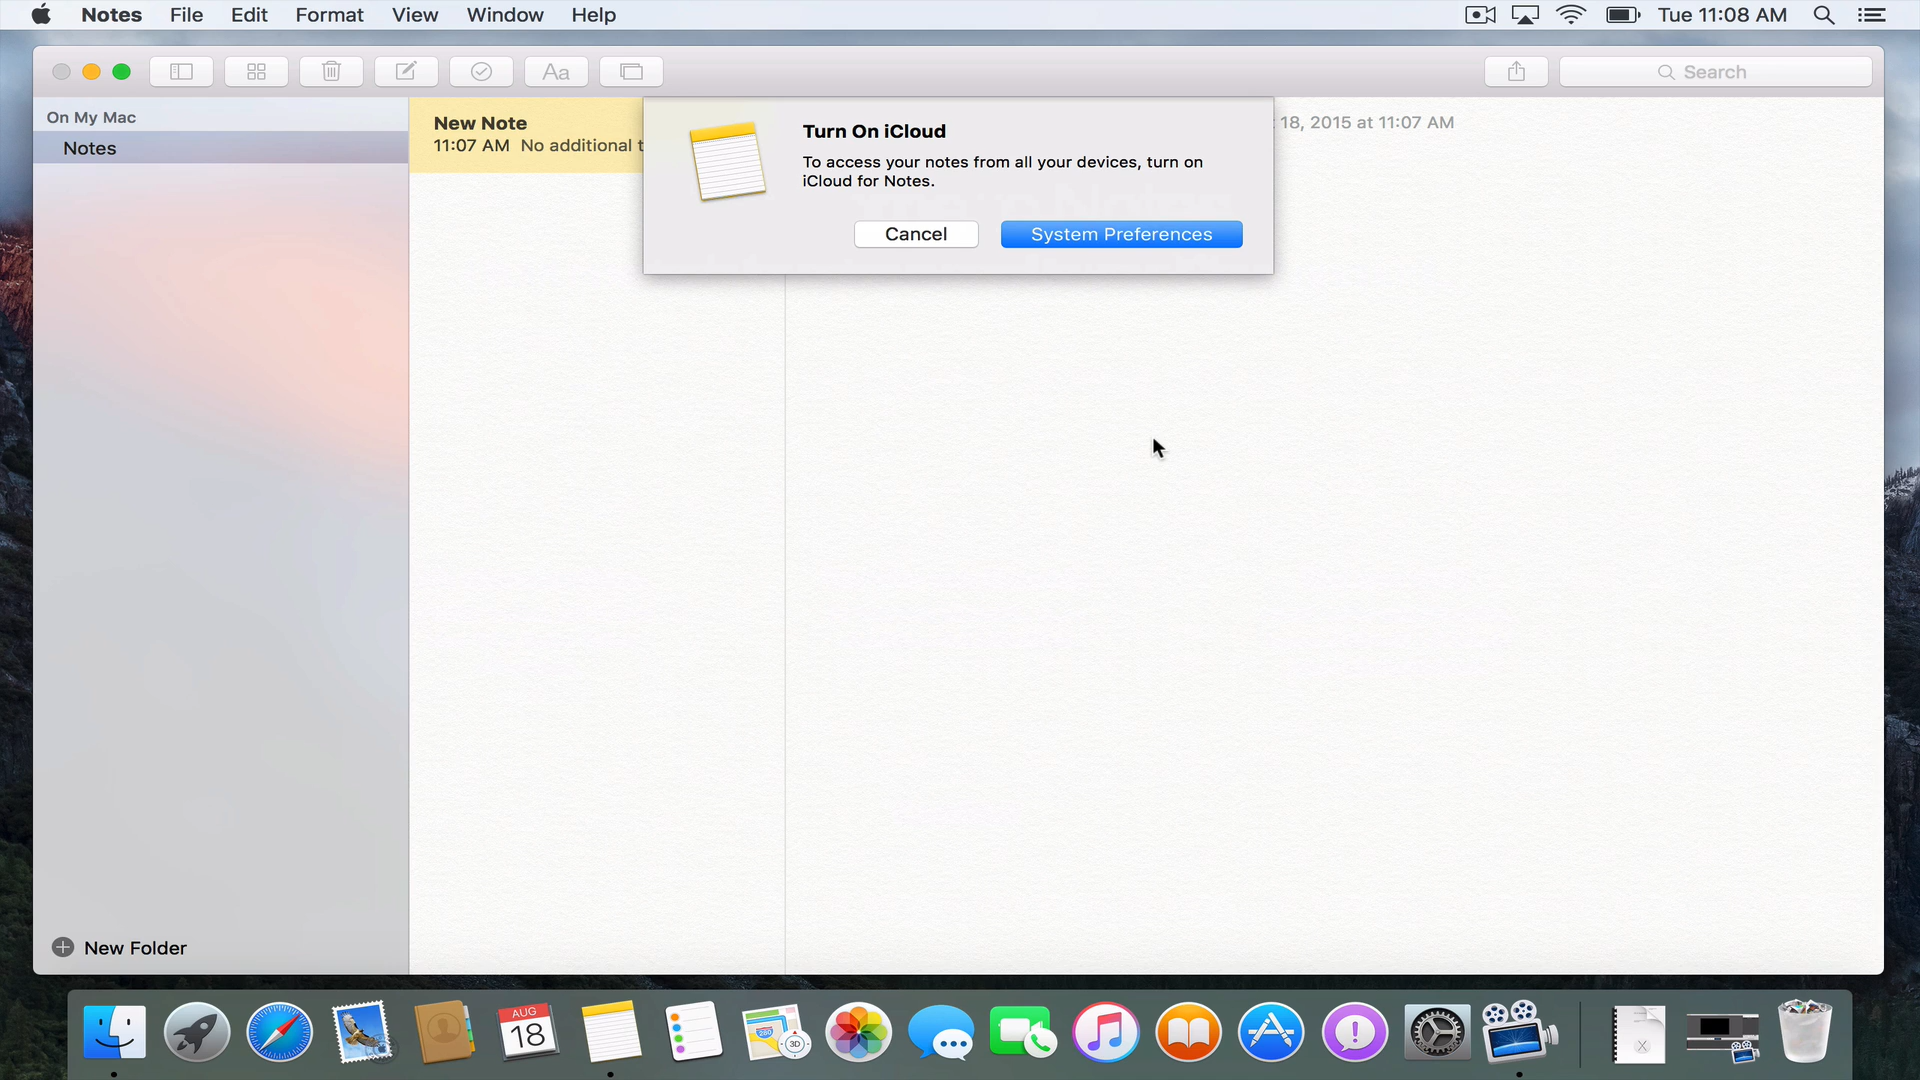 Notes File Edit Format View Window Help Tue 11:08 AM
Aa Search
On My Mac
Notes
New Note
11:07 AM No additional t
Turn On iCloud
To access your notes from all your devices, turn on
iCloud for Notes.
Cancel System Preferences
18, 2015 at 11:07 AM
New Folder
AUG
18
280
3D
X